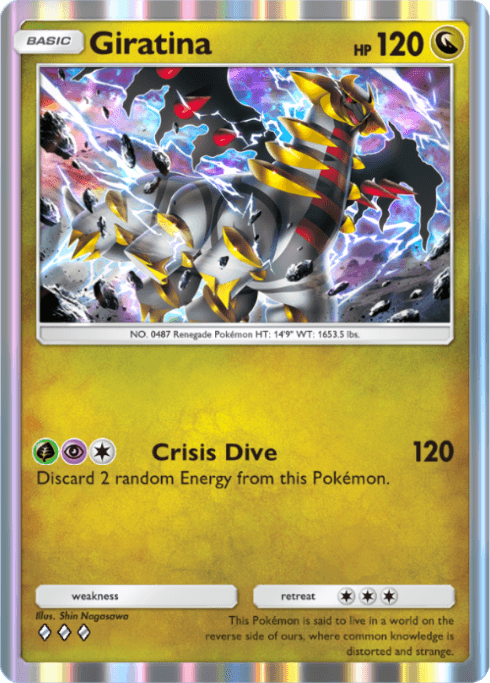 BASIC
Giratina
HP 120
NO. 0487 Renegade Pokémon HT: 14'9" WT: 1653.5 lbs.
Crisis Dive 120
Discard 2 random Energy from this Pokémon.
weakness
retreat
Illus. Shin Nagasawa
This Pokémon is said to live in a world on the
reverse side of ours, where common knowledge is
distorted and strange.